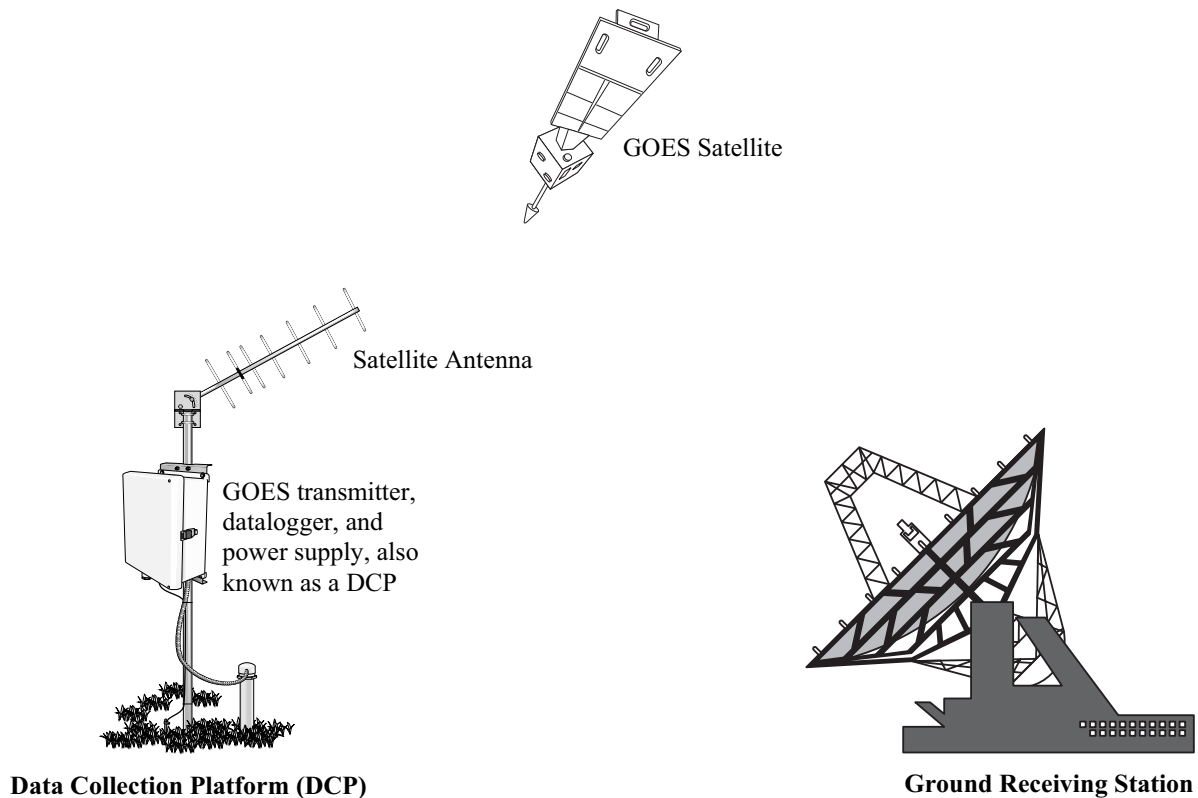 GOES Satellite
Satellite Antenna
GOES transmitter,
datalogger, and
power supply, also
known as a DCP
Data Collection Platform (DCP)
Ground Receiving Station